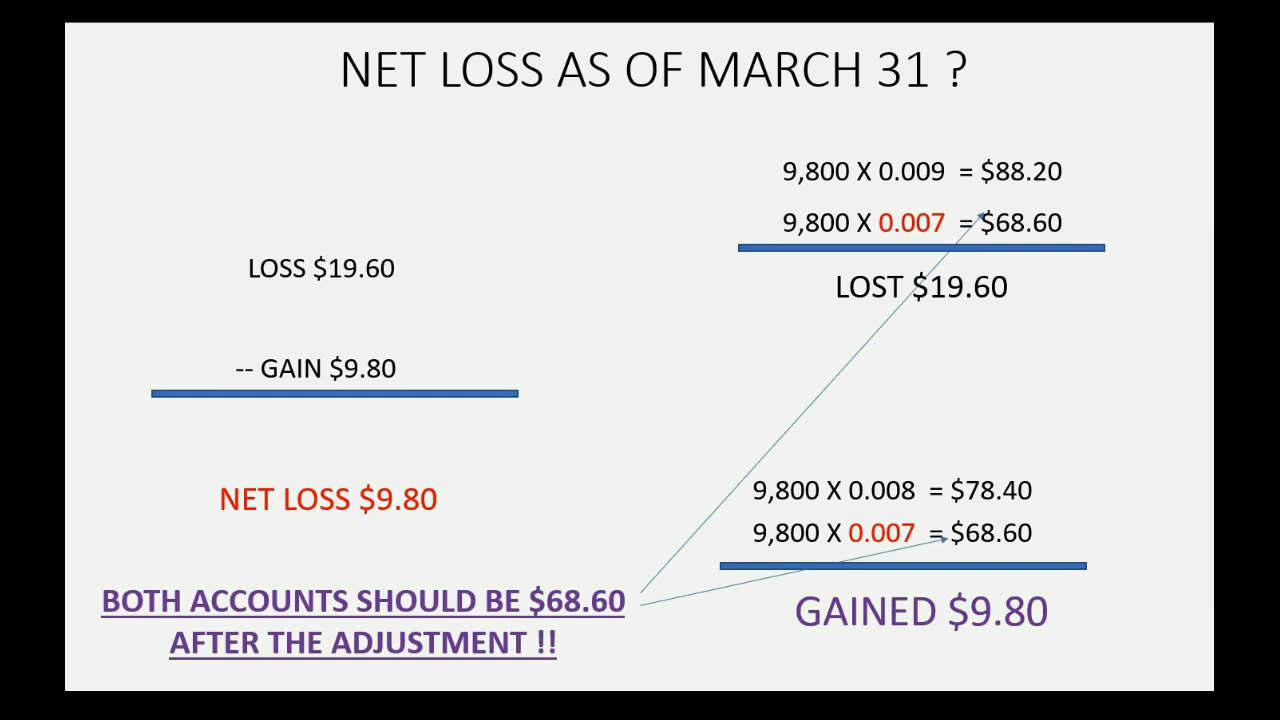 NET LOSS AS OF MARCH 31 ?
9,800 X 0.009 = $88.20
9,800 X 0.007 = $68.60
LOST $19.60
LOSS $19.60
-- GAIN $9.80
NET LOSS $9.80
9,800 X 0.008 = $78.40
9,800 X 0.007 = $68.60
GAINED $9.80
BOTH ACCOUNTS SHOULD BE $68.60
AFTER THE ADJUSTMENT !!